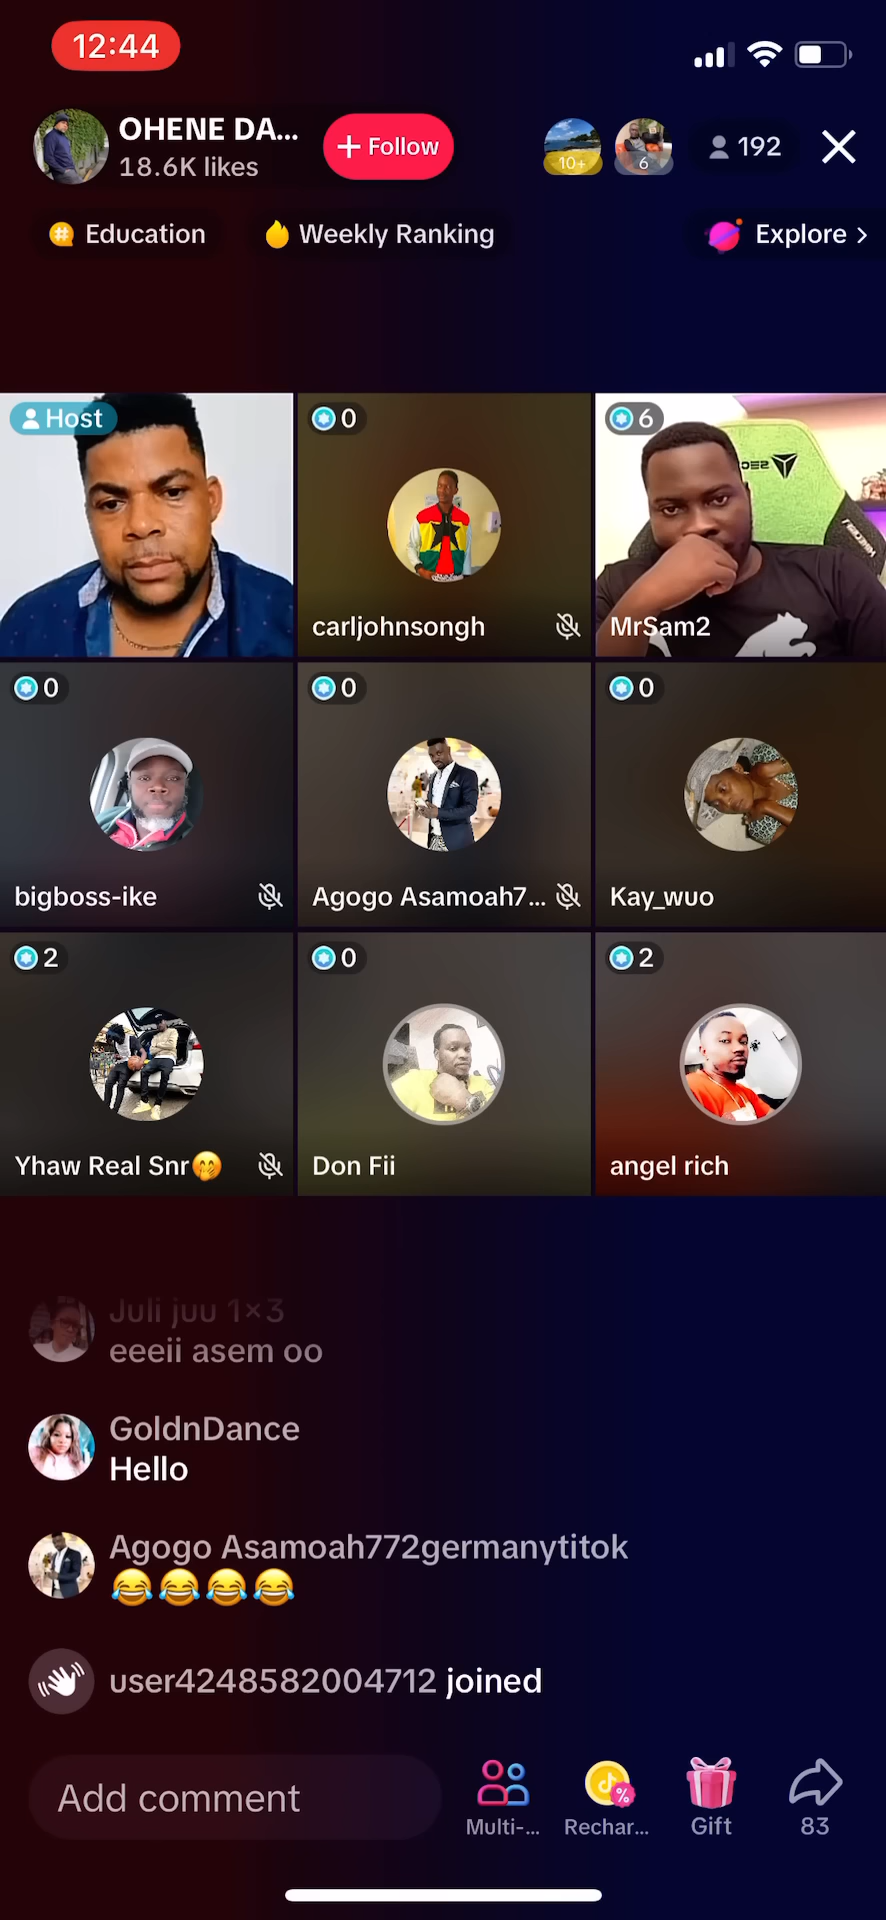 12:44
OHENE DA...
18.6K likes
+ Follow
10+
6
192
Education
Weekly Ranking
Explore >
Host
0
6
carljohnsongh
MrSam2
0
0
0
bigboss-ike
Agogo Asamoah7...
Kay_wuo
2
0
2
Yhaw Real Snr🤭
Don Fii
angel rich
Juli juu 1×3
eeeii asem oo
GoldnDance
Hello
Agogo Asamoah772germanytitok
😂😂😂😂
user4248582004712 joined
Add comment
Multi-...
Rechar...
Gift
83